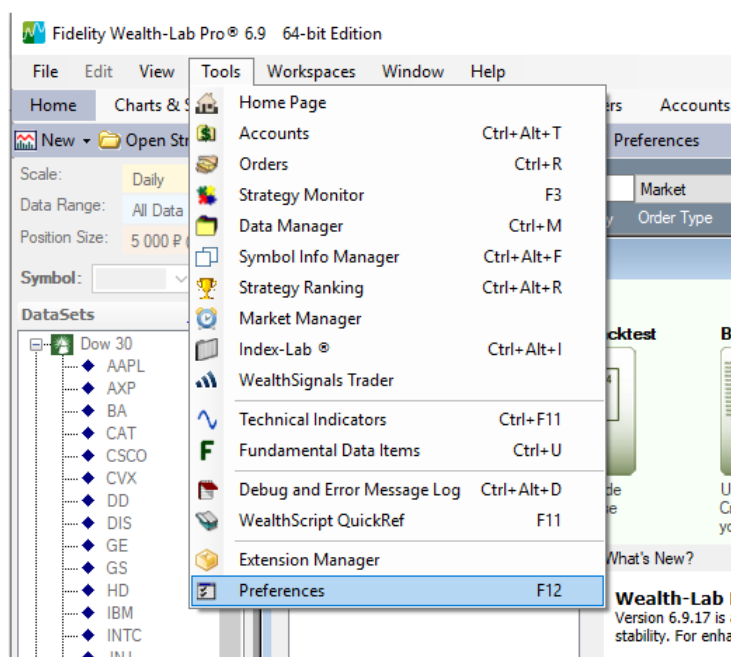 Fidelity Wealth-Lab Pro® 6.9 64-bit Edition
File Edit View Tools Workspaces Window Help
Home Charts & Accounts
New Open Str Preferences
Scale: Daily
Data Range: All Data
Position Size: 5 000 ₽
Market
Order Type
Symbol:
DataSets
Dow 30
AAPL
AXP
BA
CAT
CSCO
CVX
DD
DIS
GE
GS
HD
IBM
INTC
Home Page
Accounts Ctrl+Alt+T
Orders Ctrl+R
Strategy Monitor F3
Data Manager Ctrl+M
Symbol Info Manager Ctrl+Alt+F
Strategy Ranking Ctrl+Alt+R
Market Manager
Index-Lab ® Ctrl+Alt+I
WealthSignals Trader
Technical Indicators Ctrl+F11
Fundamental Data Items Ctrl+U
Debug and Error Message Log Ctrl+Alt+D
WealthScript QuickRef F11
Extension Manager
Preferences F12
cktest
What's New?
Wealth-Lab
Version 6.9.17 is
stability. For enha